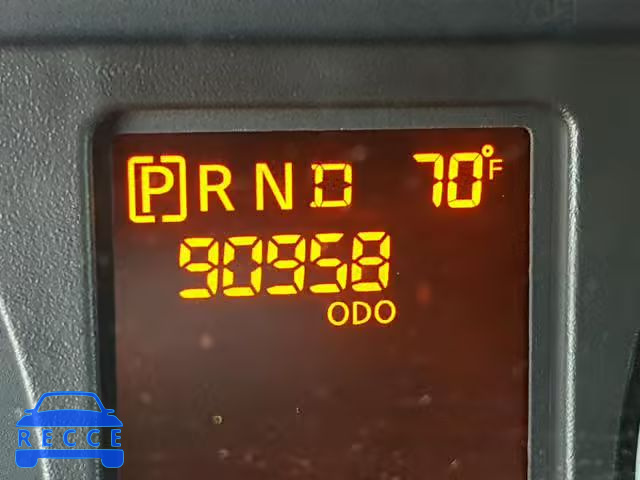 [P] R N D 70°F
90958
ODO
RECCE